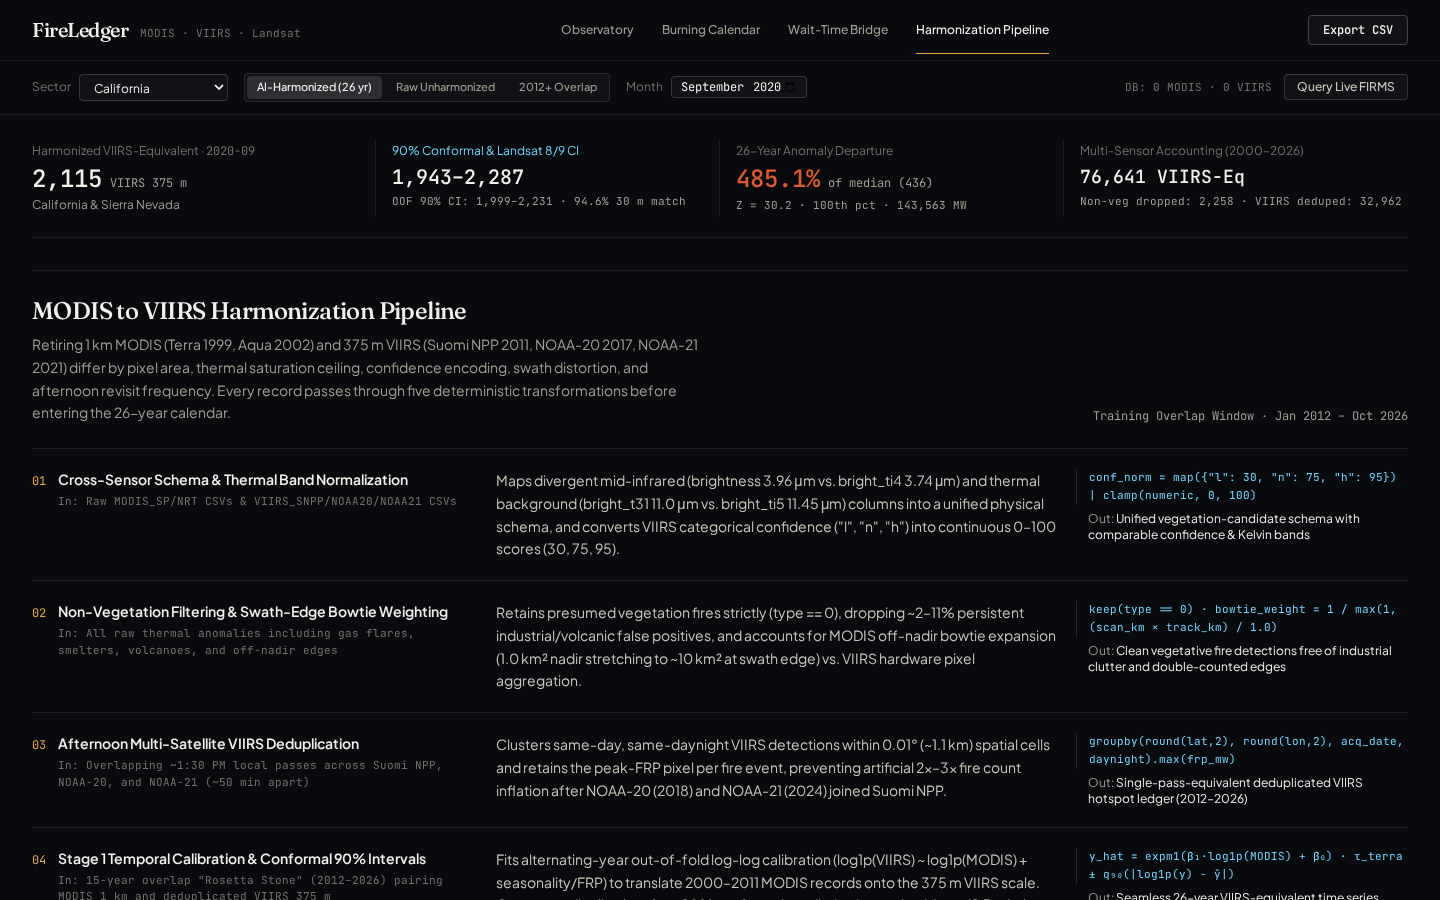 FireLedger MODIS · VIIRS · Landsat
Observatory
Burning Calendar
Wait-Time Bridge
Harmonization Pipeline
Export CSV
Sector
California
AI-Harmonized (26 yr)
Raw Unharmonized
2012+ Overlap
Month
September 2020
DB: 0 MODIS · 0 VIIRS
Query Live FIRMS
Harmonized VIIRS-Equivalent · 2020-09
2,115 VIIRS 375 m
California & Sierra Nevada
90% Conformal & Landsat 8/9 CI
1,943–2,287
OOF 90% CI: 1,999–2,231 · 94.6% 30 m match
26-Year Anomaly Departure
485.1% of median (436)
Z = 30.2 · 100th pct · 143,563 MW
Multi-Sensor Accounting (2000–2026)
76,641 VIIRS-Eq
Non-veg dropped: 2,258 · VIIRS deduped: 32,962
MODIS to VIIRS Harmonization Pipeline
Retiring 1 km MODIS (Terra 1999, Aqua 2002) and 375 m VIIRS (Suomi NPP 2011, NOAA-20 2017, NOAA-21
2021) differ by pixel area, thermal saturation ceiling, confidence encoding, swath distortion, and
afternoon revisit frequency. Every record passes through five deterministic transformations before
entering the 26-year calendar.
Training Overlap Window · Jan 2012 – Oct 2026
01 Cross-Sensor Schema & Thermal Band Normalization
In: Raw MODIS_SP/NRT CSVs & VIIRS_SNPP/NOAA20/NOAA21 CSVs
Maps divergent mid-infrared (brightness 3.96 μm vs. bright_ti4 3.74 μm) and thermal
background (bright_t31 11.0 μm vs. bright_ti5 11.45 μm) columns into a unified physical
schema, and converts VIIRS categorical confidence ("l", "n", "h") into continuous 0–100
scores (30, 75, 95).
conf_norm = map({"l": 30, "n": 75, "h": 95})
| clamp(numeric, 0, 100)
Out: Unified vegetation-candidate schema with
comparable confidence & Kelvin bands
02 Non-Vegetation Filtering & Swath-Edge Bowtie Weighting
In: All raw thermal anomalies including gas flares,
smelters, volcanoes, and off-nadir edges
Retains presumed vegetation fires strictly (type == 0), dropping ~2–11% persistent
industrial/volcanic false positives, and accounts for MODIS off-nadir bowtie expansion
(1.0 km² nadir stretching to ~10 km² at swath edge) vs. VIIRS hardware pixel
aggregation.
keep(type == 0) · bowtie_weight = 1 / max(1,
(scan_km × track_km) / 1.0)
Out: Clean vegetative fire detections free of industrial
clutter and double-counted edges
03 Afternoon Multi-Satellite VIIRS Deduplication
In: Overlapping ~1:30 PM local passes across Suomi NPP,
NOAA-20, and NOAA-21 (~50 min apart)
Clusters same-day, same-daynight VIIRS detections within 0.01° (~1.1 km) spatial cells
and retains the peak-FRP pixel per fire event, preventing artificial 2×–3× fire count
inflation after NOAA-20 (2018) and NOAA-21 (2024) joined Suomi NPP.
groupby(round(lat,2), round(lon,2), acq_date,
daynight).max(frp_mw)
Out: Single-pass-equivalent deduplicated VIIRS
hotspot ledger (2012–2026)
04 Stage 1 Temporal Calibration & Conformal 90% Intervals
In: 15-year overlap "Rosetta Stone" (2012–2026) pairing
MODIS 1 km and deduplicated VIIRS 375 m
Fits alternating-year out-of-fold log-log calibration (log1p(VIIRS) ~ log1p(MODIS) +
seasonality/FRP) to translate 2000–2011 MODIS records onto the 375 m VIIRS scale.
y_hat = expm1(β₁·log1p(MODIS) + β₀) · τ_terra
± q₉₀(|log1p(y) - ŷ|)
Out: Seamless 26-year VIIRS-equivalent time series